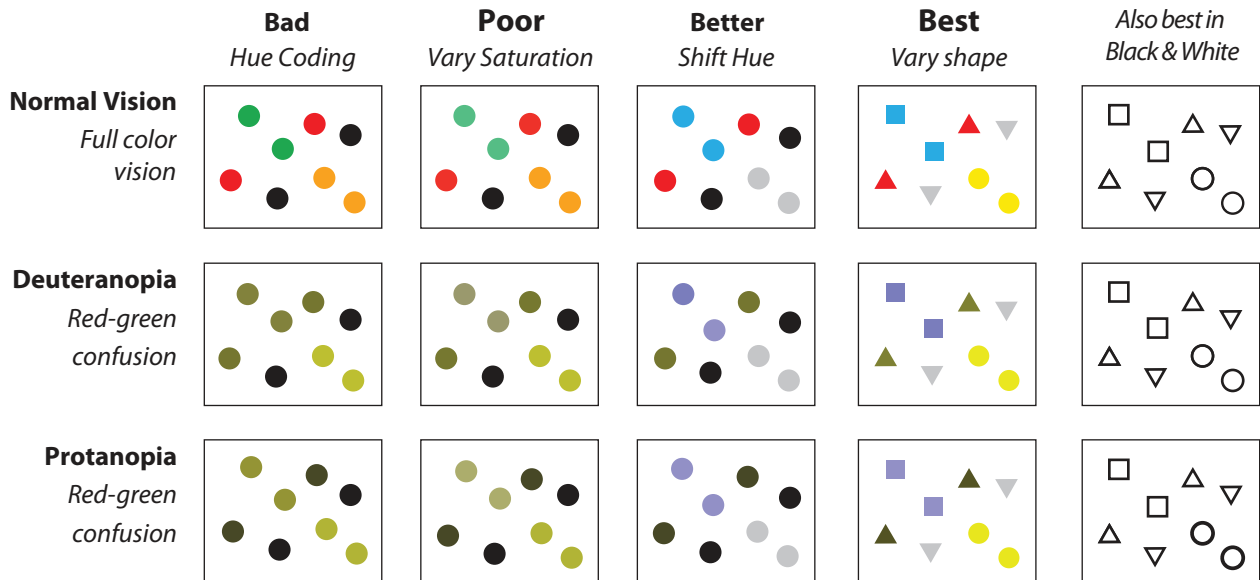 Bad
Hue Coding
Poor
Vary Saturation
Better
Shift Hue
Best
Vary shape
Also best in
Black & White
Normal Vision
Full color
vision
Deuteranopia
Red-green
confusion
Protanopia
Red-green
confusion